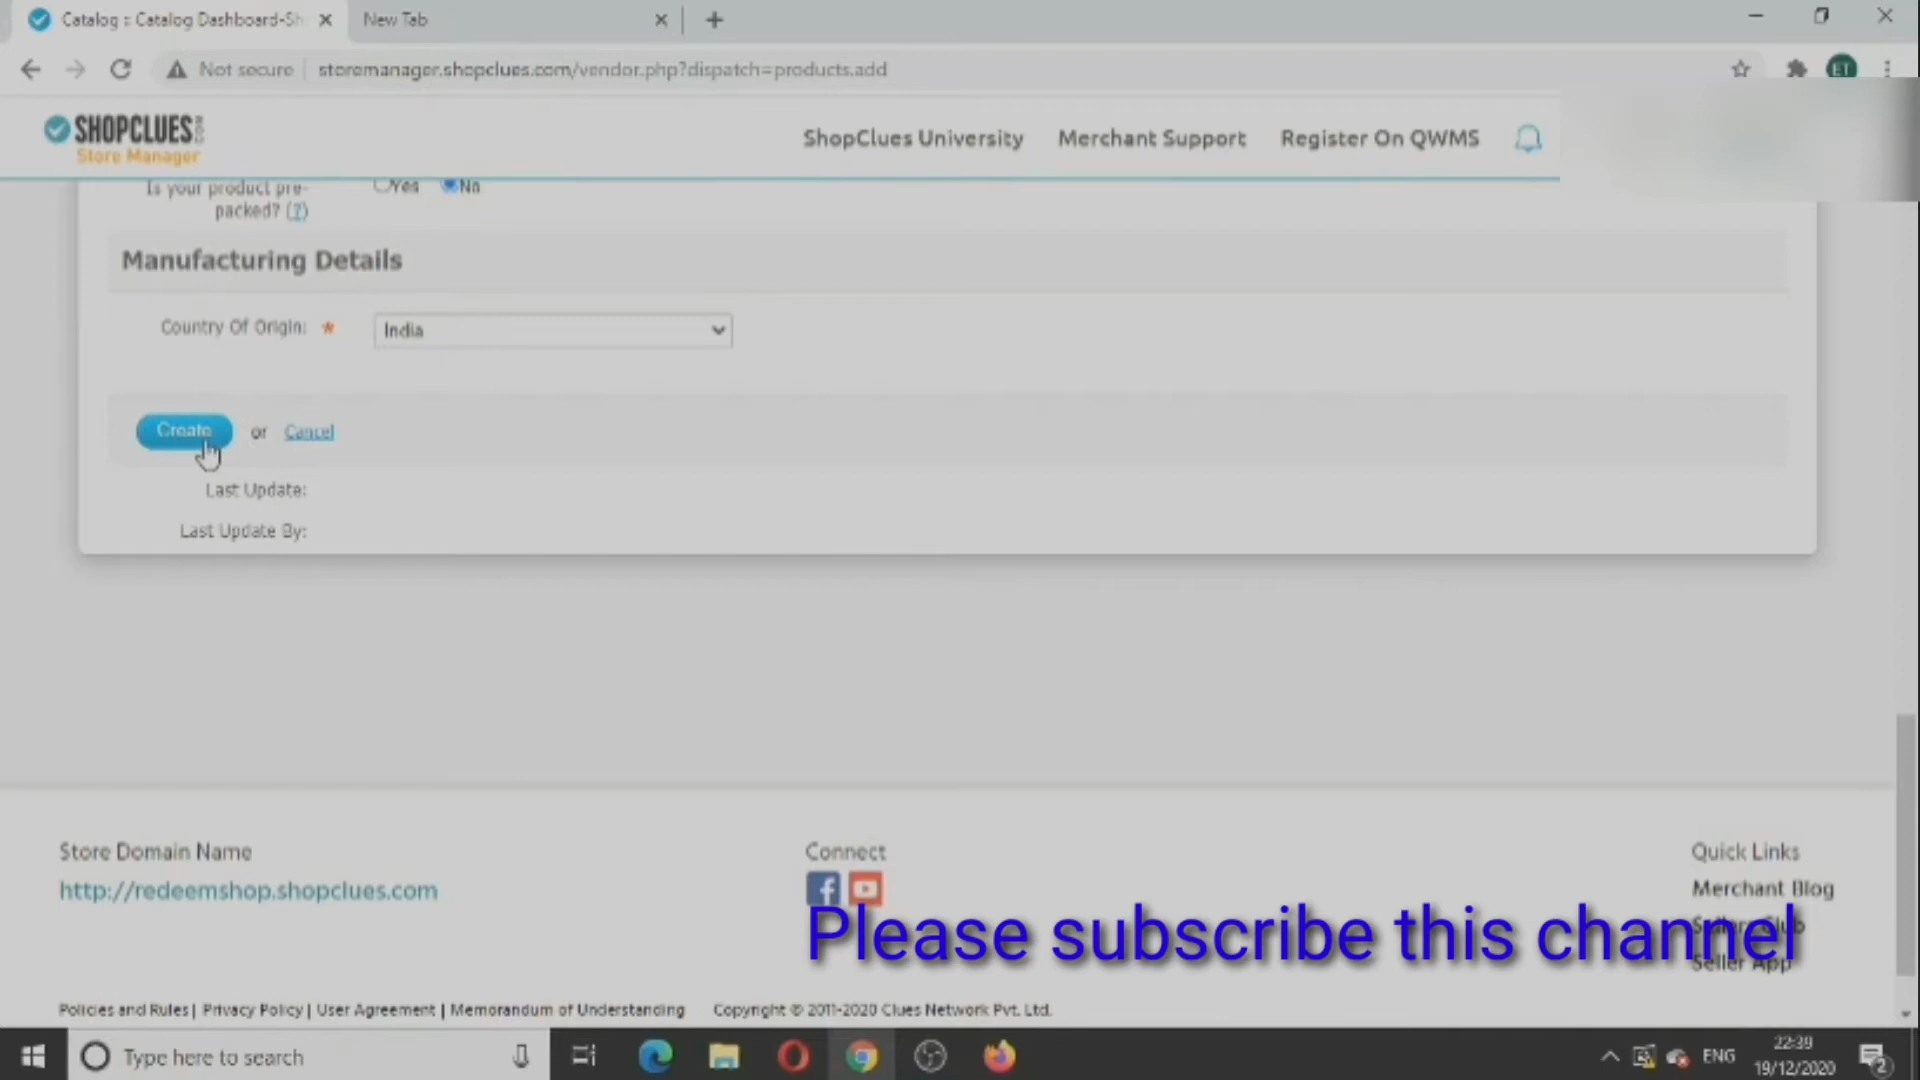 Catalog :: Catalog Dashboard-Sh
New Tab
Not secure
storemanager.shopclues.com/vendor.php?dispatch=products.add
ET
SHOPCLUES
Store Manager
ShopClues University
Merchant Support
Register On QWMS
Is your product pre-
packed? (?)
Yes
No
Manufacturing Details
Country Of Origin: *
India
Create
or
Cancel
Last Update:
Last Update By:
Store Domain Name
http://redeemshop.shopclues.com
Connect
Quick Links
Merchant Blog
Please subscribe this channel
Seller App
Policies and Rules | Privacy Policy | User Agreement | Memorandum of Understanding
Copyright © 2011-2020 Clues Network Pvt. Ltd.
Type here to search
ENG
22:39
19/12/2020
2